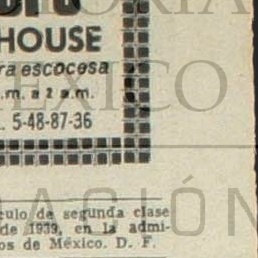 HOUSE
ra escocesa
.m. a 2 a.m.
. 5-48-87-36
culo de segunda clase
de 1939, en la admi-
os de México. D. F.
MÉXICO